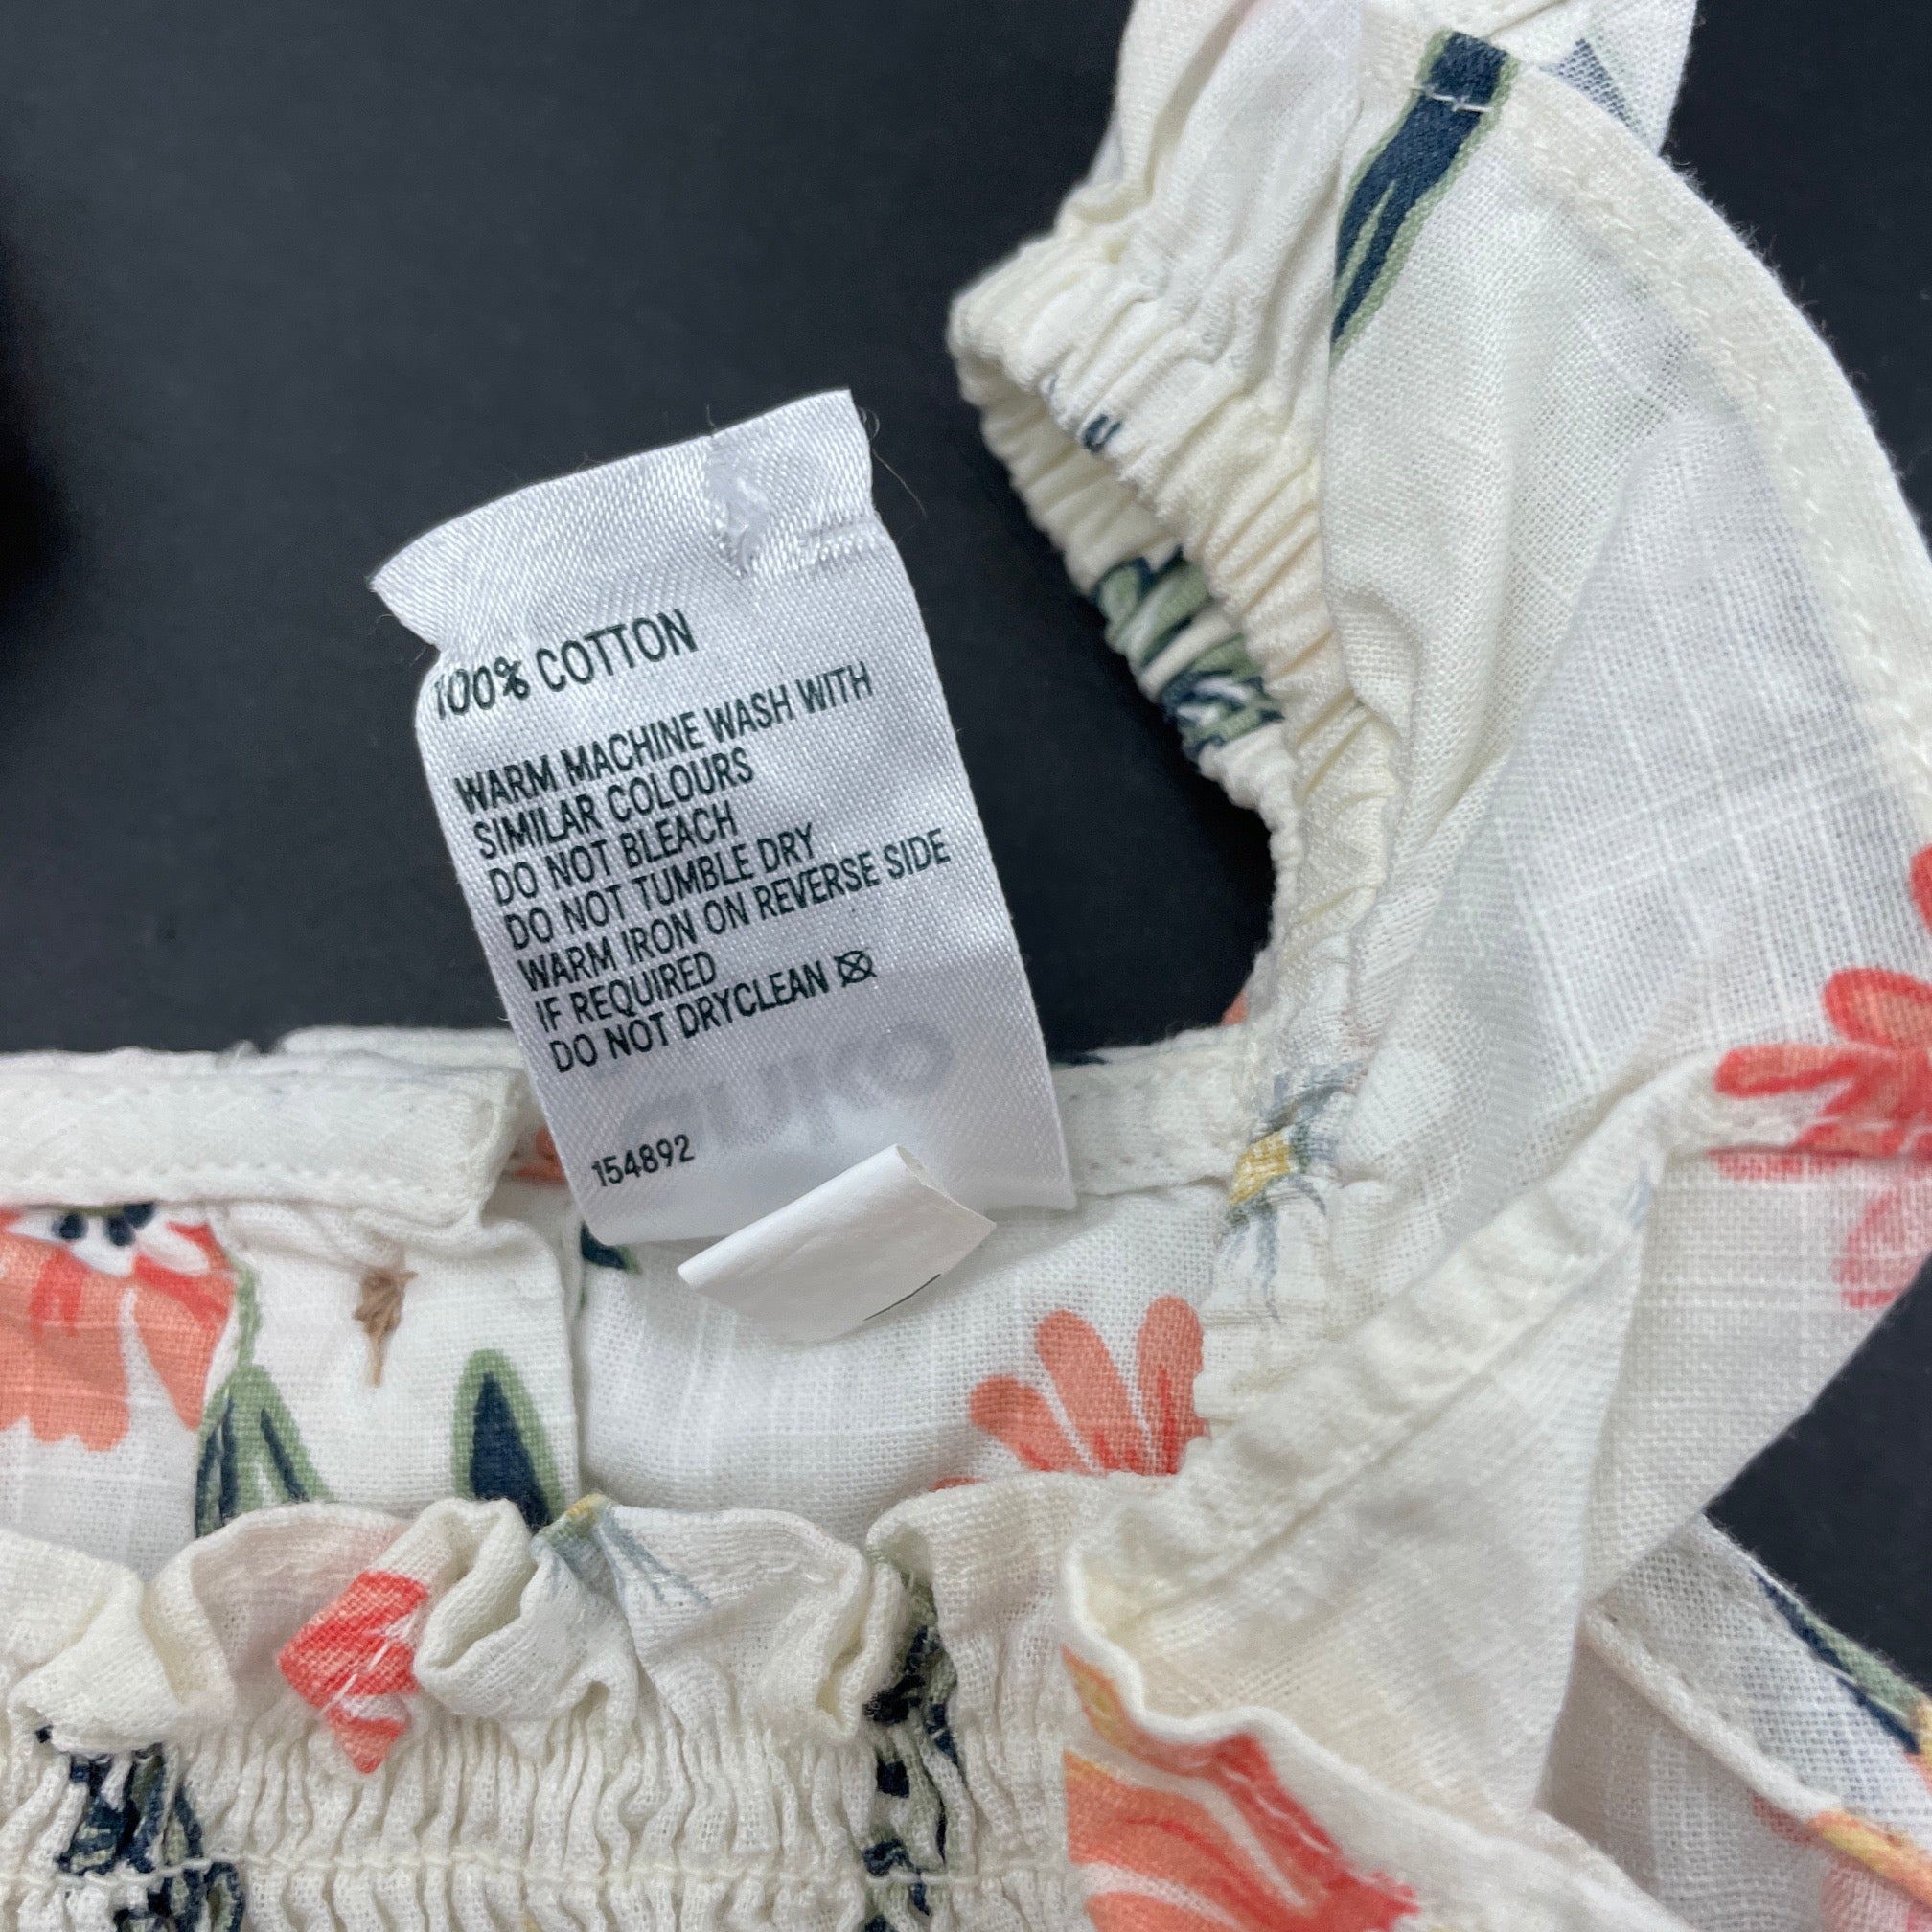 100% COTTON
WARM MACHINE WASH WITH
SIMILAR COLOURS
DO NOT BLEACH
DO NOT TUMBLE DRY
WARM IRON ON REVERSE SIDE
IF REQUIRED
DO NOT DRYCLEAN
154892